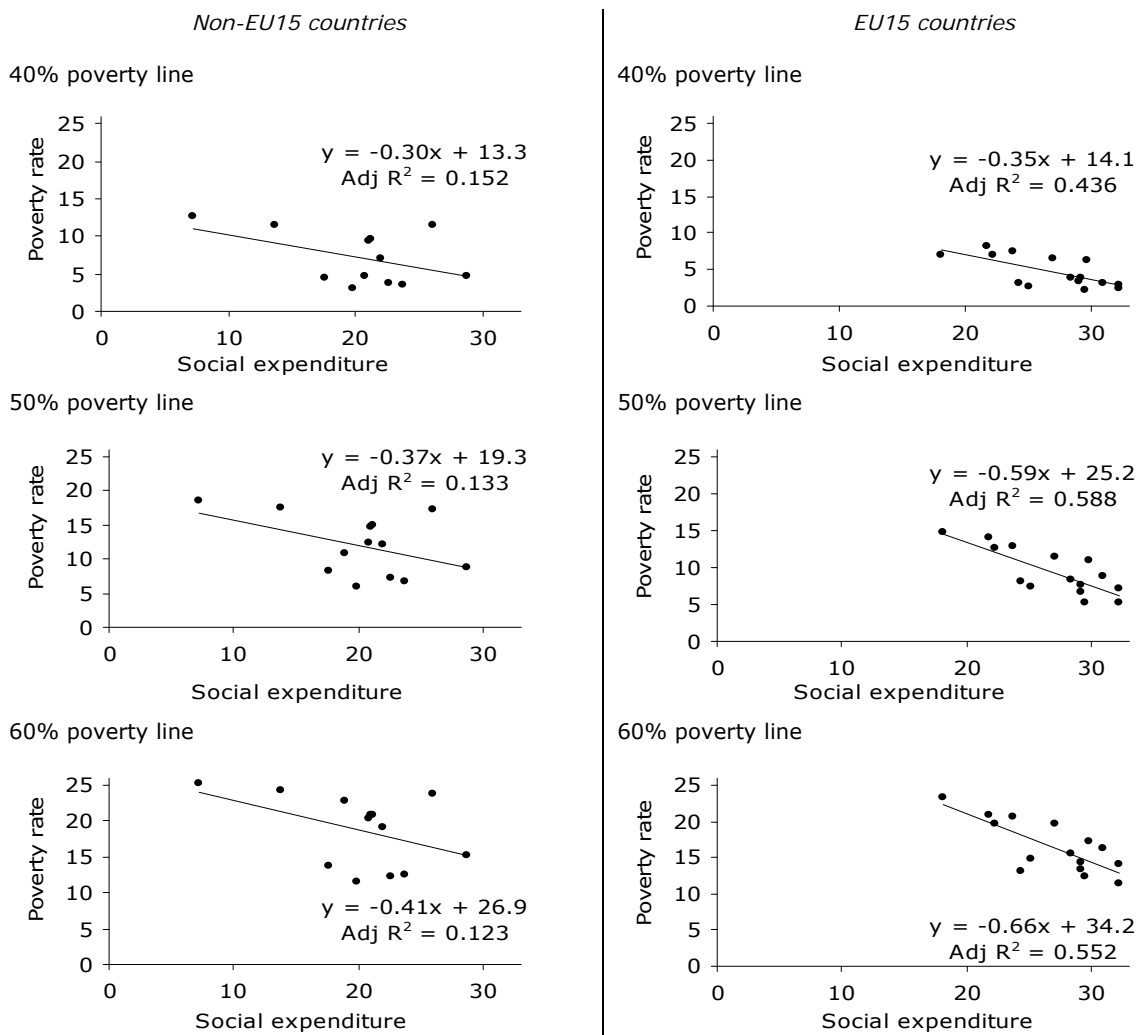 Non-EU15 countries
40% poverty line
Poverty rate
25
20
15
10
5
0
y = -0.30x + 13.3
Adj R² = 0.152
0 10 20 30
Social expenditure
50% poverty line
Poverty rate
25
20
15
10
5
0
y = -0.37x + 19.3
Adj R² = 0.133
0 10 20 30
Social expenditure
60% poverty line
Poverty rate
25
20
15
10
5
0
y = -0.41x + 26.9
Adj R² = 0.123
0 10 20 30
Social expenditure
EU15 countries
40% poverty line
Poverty rate
25
20
15
10
5
0
y = -0.35x + 14.1
Adj R² = 0.436
0 10 20 30
Social expenditure
50% poverty line
Poverty rate
25
20
15
10
5
0
y = -0.59x + 25.2
Adj R² = 0.588
0 10 20 30
Social expenditure
60% poverty line
Poverty rate
25
20
15
10
5
0
y = -0.66x + 34.2
Adj R² = 0.552
0 10 20 30
Social expenditure